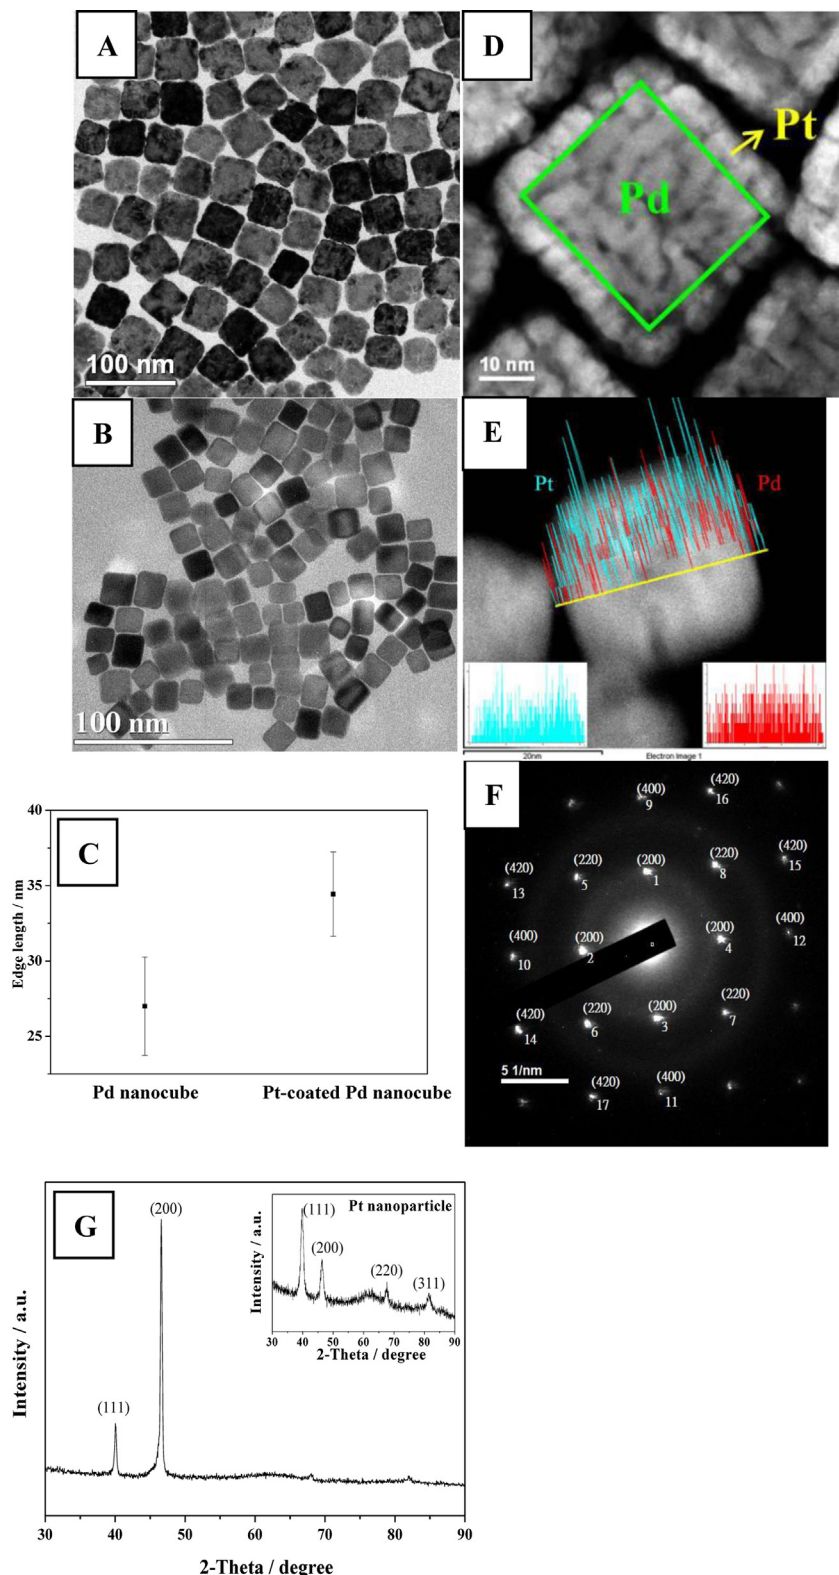 A
100 nm
B
100 nm
C
40
35
30
25
Edge length / nm
Pd nanocube
Pt-coated Pd nanocube
D
Pt
Pd
10 nm
E
Pt
Pd
20nm
Electron Image 1
F
(400)
9
(420)
16
(420)
13
(220)
5
(200)
1
(220)
8
(420)
15
(400)
10
(200)
2
(200)
4
(400)
12
(420)
14
(220)
6
(200)
3
(220)
7
5 1/nm
(420)
17
(400)
11
G
(111)
(200)
Intensity / a.u.
30 40 50 60 70 80 90
2-Theta / degree
Pt nanoparticle
(111)
(200)
(220)
(311)
Intensity / a.u.
30 40 50 60 70 80 90
2-Theta / degree